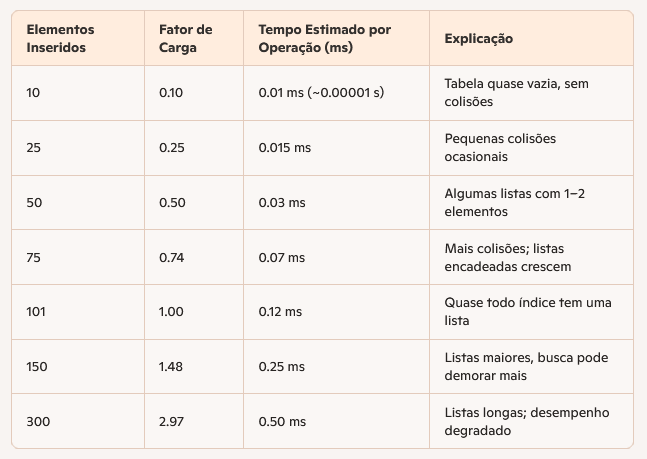 Elementos Inseridos | Fator de Carga | Tempo Estimado por Operação (ms) | Explicação
10 | 0.10 | 0.01 ms (~0.00001 s) | Tabela quase vazia, sem colisões
25 | 0.25 | 0.015 ms | Pequenas colisões ocasionais
50 | 0.50 | 0.03 ms | Algumas listas com 1–2 elementos
75 | 0.74 | 0.07 ms | Mais colisões; listas encadeadas crescem
101 | 1.00 | 0.12 ms | Quase todo índice tem uma lista
150 | 1.48 | 0.25 ms | Listas maiores, busca pode demorar mais
300 | 2.97 | 0.50 ms | Listas longas; desempenho degradado